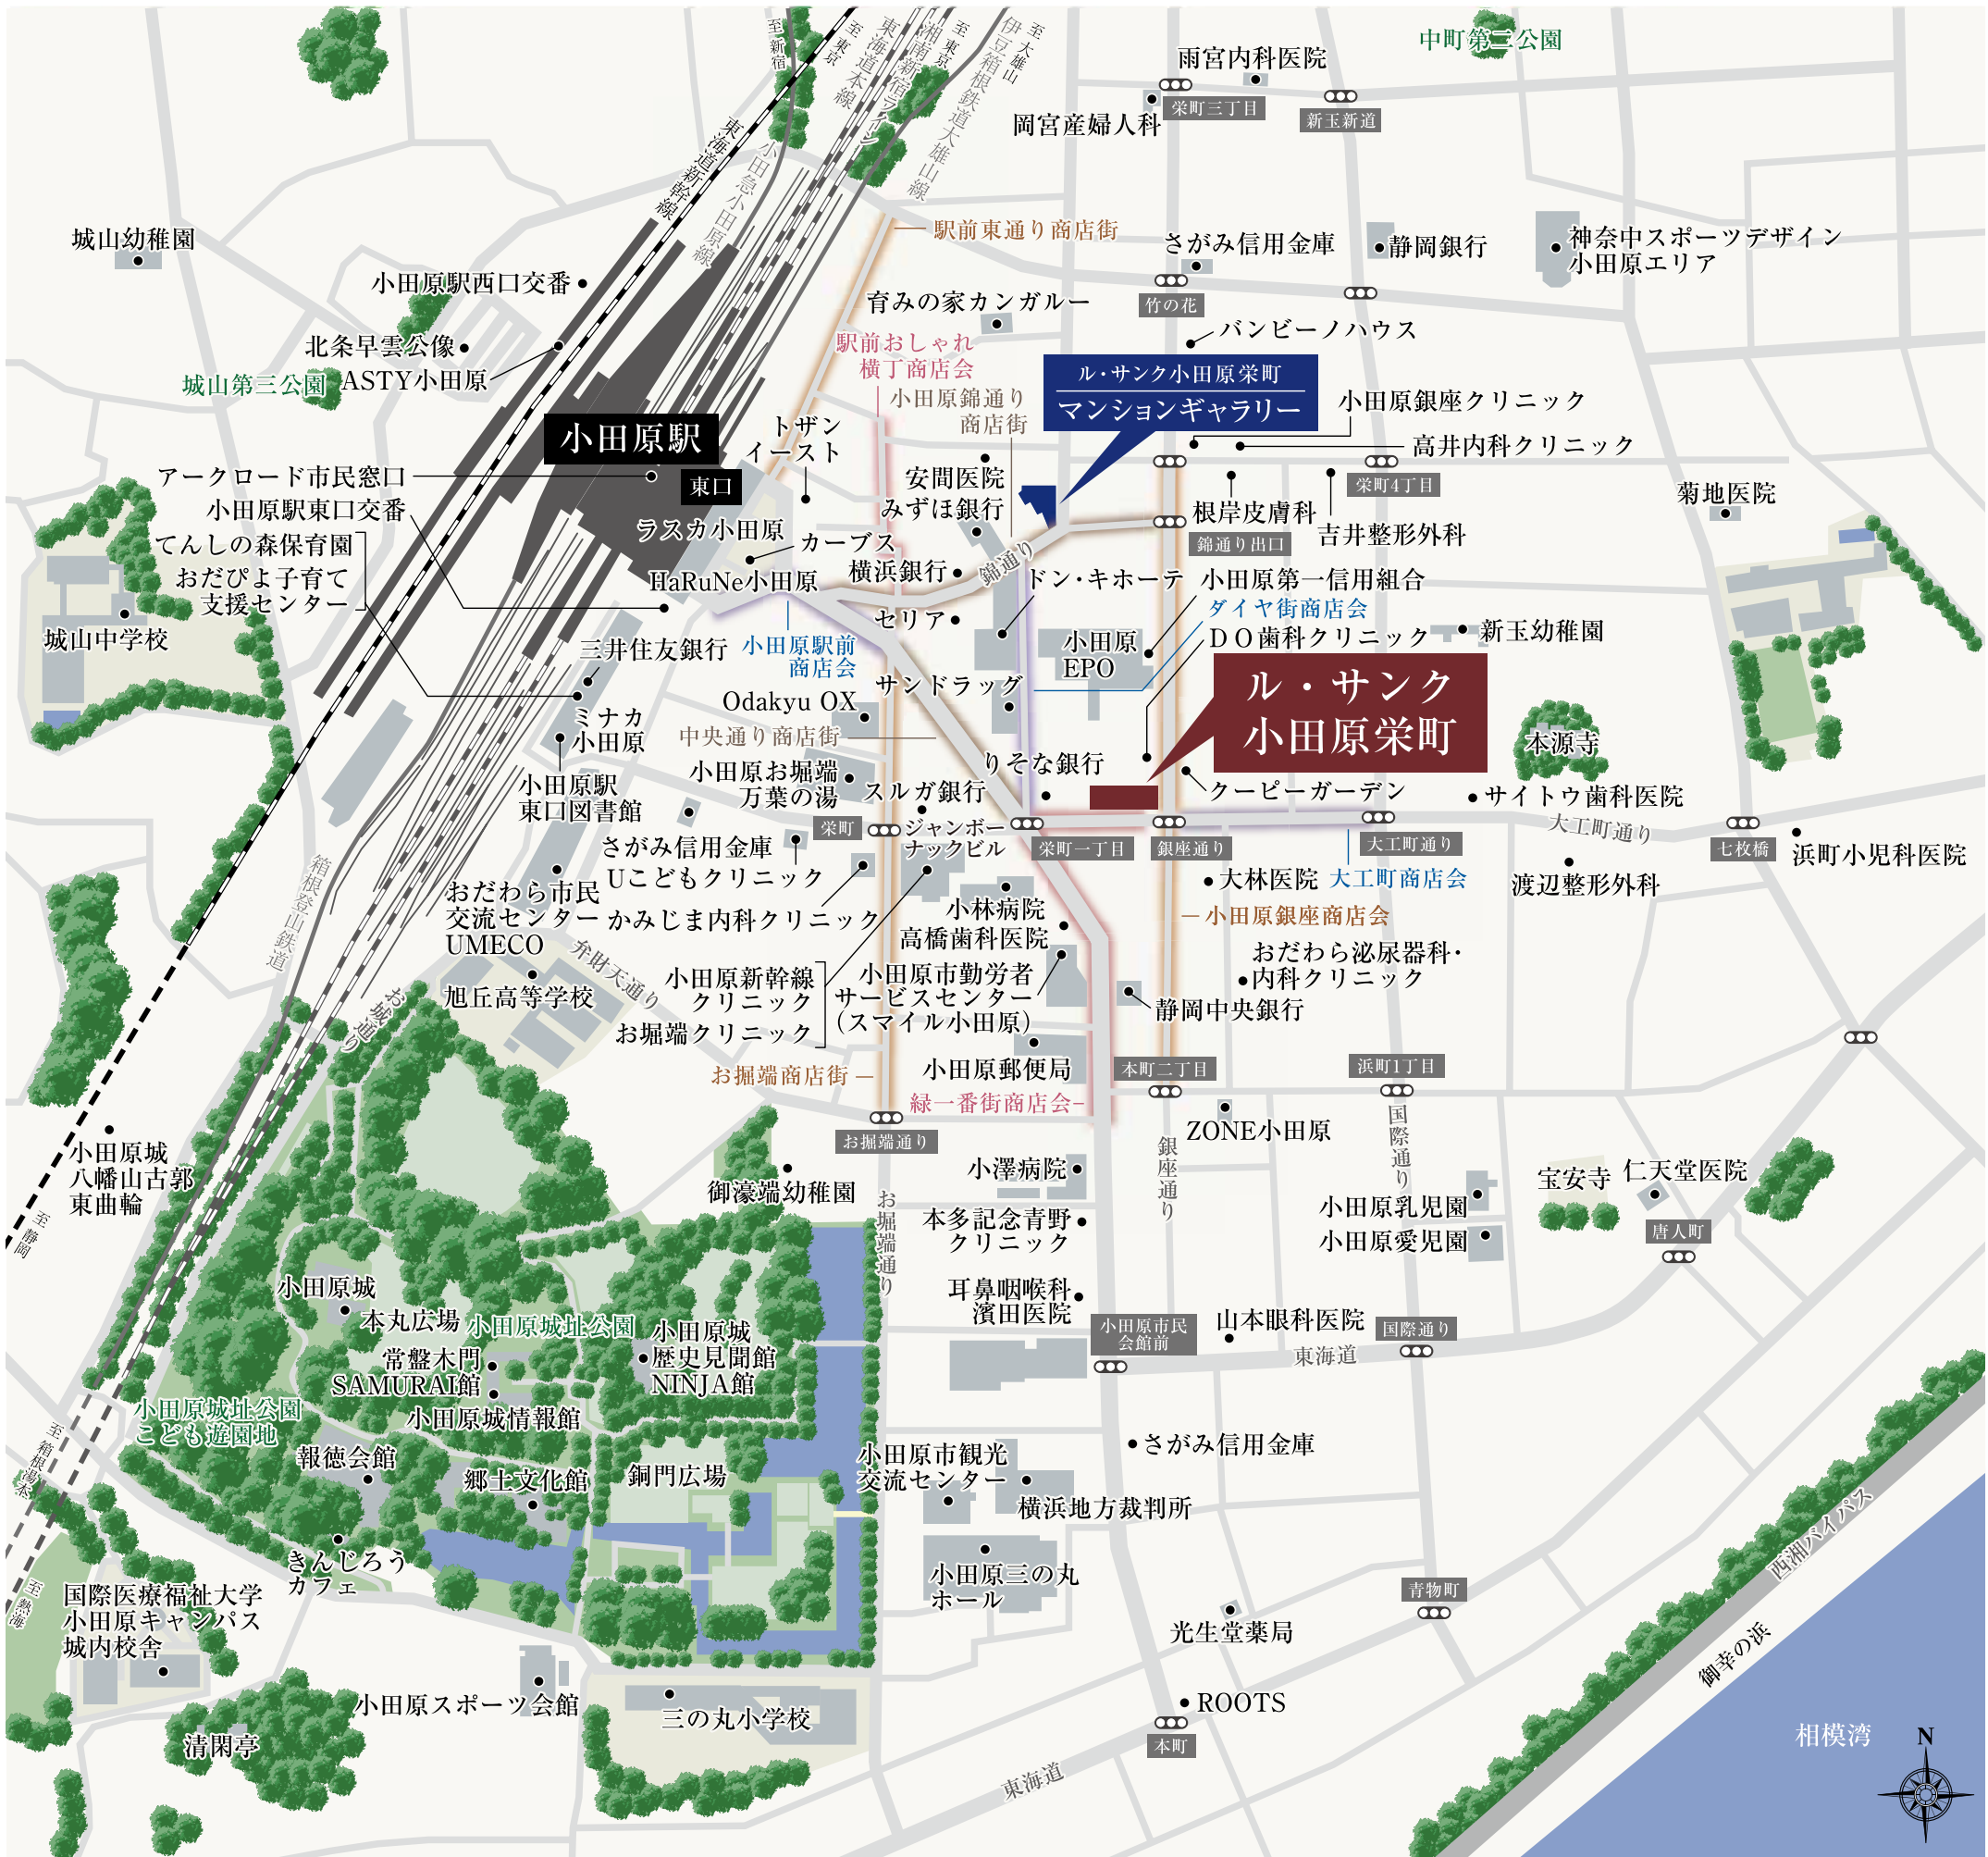 至新宿
至東京
東海道本線
湘南新宿ライン
至東京
伊豆箱根鉄道大雄山線
至大雄山
東海道新幹線
小田急小田原線
中町第二公園
雨宮内科医院
岡宮産婦人科
栄町三丁目
新玉新道
城山幼稚園
小田原駅西口交番
北条早雲公像
城山第三公園
ASTY小田原
駅前東通り商店街
さがみ信用金庫
静岡銀行
神奈中スポーツデザイン
小田原エリア
竹の花
育みの家カンガルー
バンビーノハウス
駅前おしゃれ
横丁商店会
小田原錦通り
商店街
ル・サンク小田原栄町
マンションギャラリー
小田原銀座クリニック
高井内科クリニック
小田原駅
東口
トザン
イースト
アークロード市民窓口
小田原駅東口交番
てんしの森保育園
おだぴよ子育て
支援センター
城山中学校
ラスカ小田原
カーブス
HaRuNe小田原
安間医院
みずほ銀行
横浜銀行
セリア
錦通り
根岸皮膚科
吉井整形外科
栄町4丁目
錦通り出口
菊地医院
ドン・キホーテ
小田原第一信用組合
ダイヤ街商店会
DO歯科クリニック
新玉幼稚園
三井住友銀行
小田原駅前
商店会
小田原
EPO
サンドラッグ
ル・サンク
小田原栄町
Odakyu OX
ミナカ
小田原
中央通り商店街
小田原駅
東口図書館
小田原お堀端
万葉の湯
りそな銀行
スルガ銀行
クーピーガーデン
本源寺
サイトウ歯科医院
大工町通り
栄町
ジャンボー
ナックビル
栄町一丁目
銀座通り
大工町通り
七枚橋
浜町小児科医院
さがみ信用金庫
Uこどもクリニック
かみじま内科クリニック
おだわら市民
交流センター
UMECO
小林病院
高橋歯科医院
大林医院
大工町商店会
渡辺整形外科
小田原銀座商店会
おだわら泌尿器科・
内科クリニック
箱根登山鉄道
お城通り
旭丘高等学校
弁財天通り
小田原新幹線
クリニック
お堀端クリニック
小田原市勤労者
サービスセンター
(スマイル小田原)
静岡中央銀行
小田原郵便局
お掘端商店街
緑一番街商店会
本町二丁目
浜町1丁目
お掘端通り
ZONE小田原
国際通り
銀座通り
小田原城
八幡山古郭
東曲輪
至静岡
御濠端幼稚園
小澤病院
お堀端通り
本多記念青野
クリニック
小田原乳児園
小田原愛児園
宝安寺
仁天堂医院
唐人町
耳鼻咽喉科
濱田医院
小田原市民
会館前
山本眼科医院
国際通り
東海道
小田原城
本丸広場
小田原城址公園
常盤木門
SAMURAI館
小田原城
歴史見聞館
NINJA館
小田原城情報館
小田原城址公園
こども遊園地
報徳会館
郷土文化館
銅門広場
小田原市観光
交流センター
さがみ信用金庫
横浜地方裁判所
至箱根湯本
至熱海
きんじろう
カフェ
小田原三の丸
ホール
国際医療福祉大学
小田原キャンパス
城内校舎
青物町
光生堂薬局
西湘バイパス
御幸の浜
小田原スポーツ会館
三の丸小学校
ROOTS
清閑亭
本町
東海道
相模湾
N